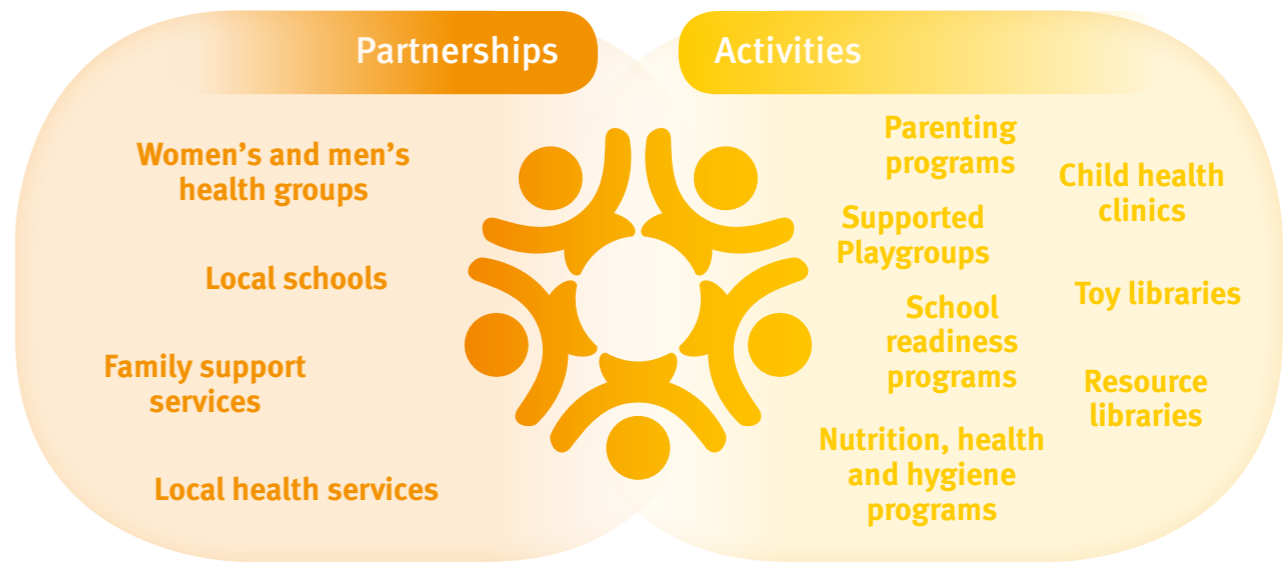 Partnerships
Women’s and men’s
health groups
Local schools
Family support
services
Local health services
Activities
Parenting
programs
Child health
clinics
Supported
Playgroups
Toy libraries
School
readiness
programs
Resource
libraries
Nutrition, health
and hygiene
programs